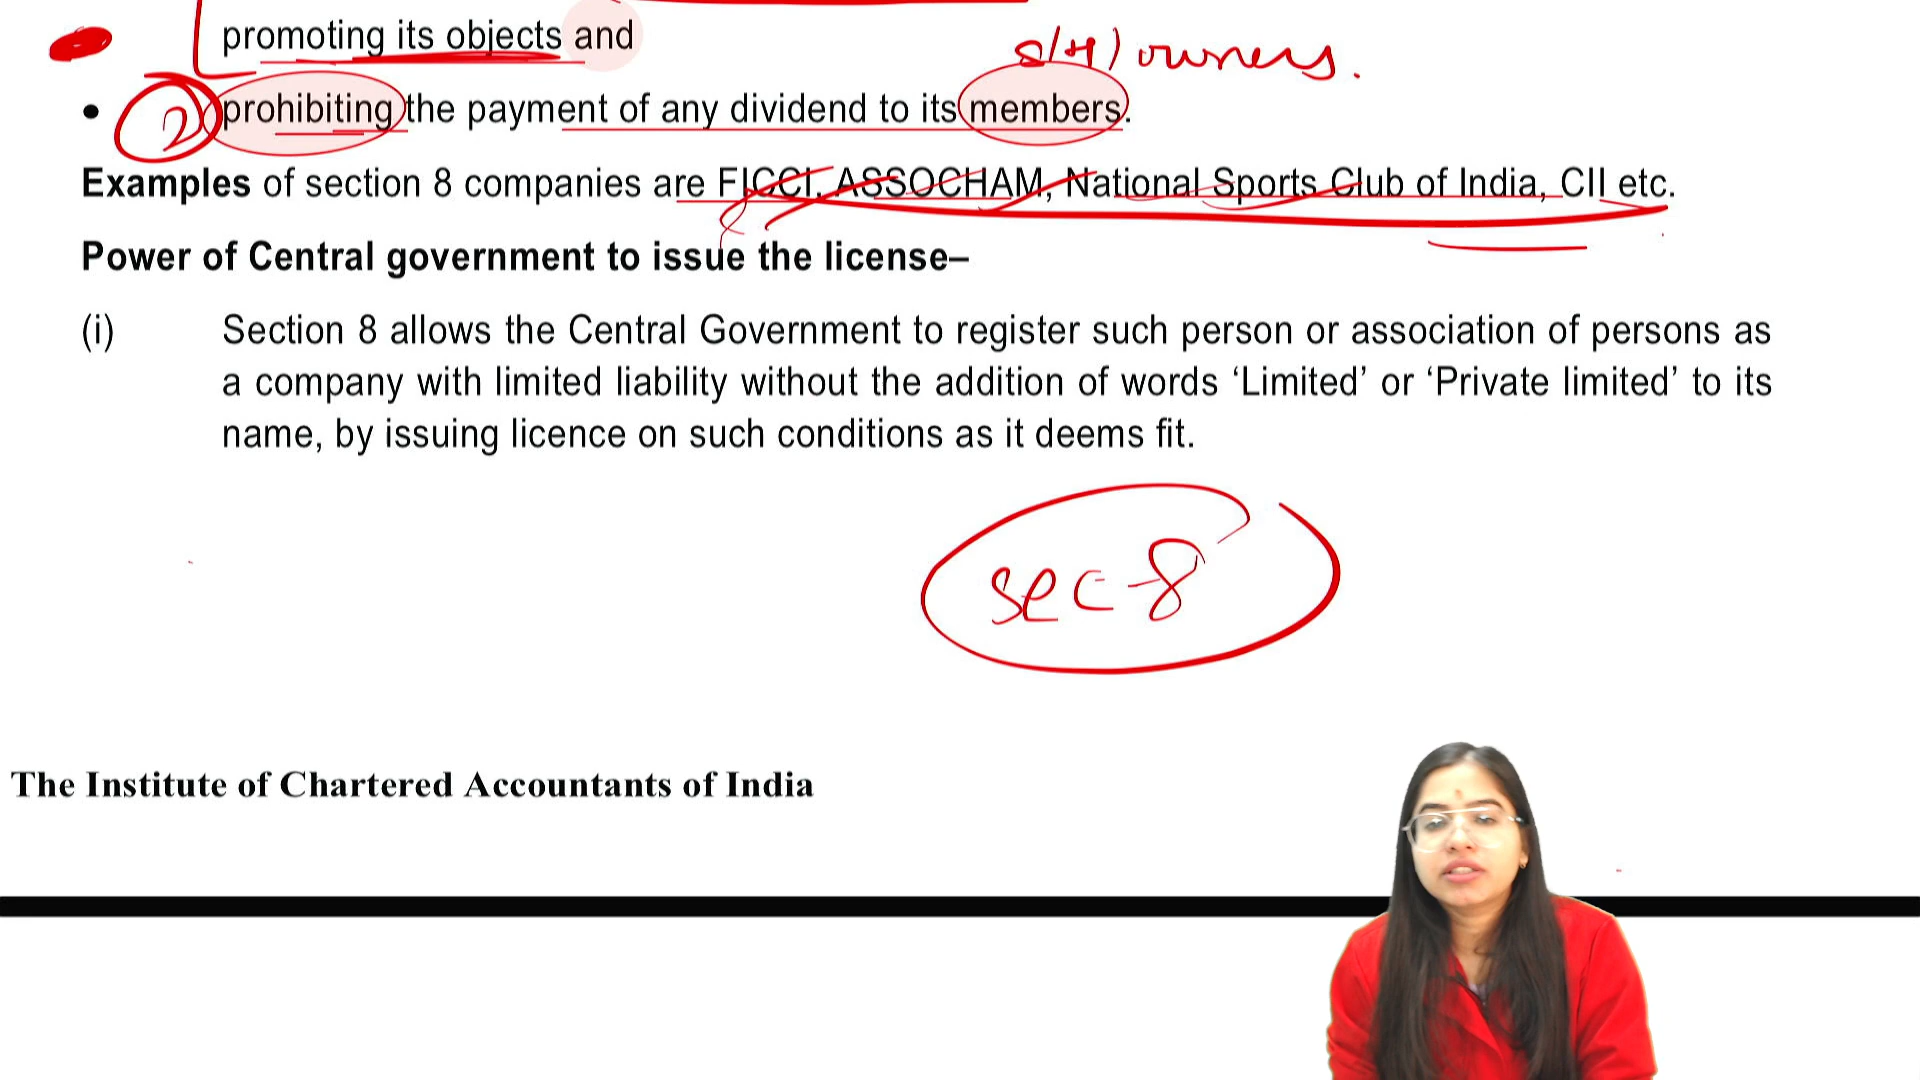 promoting its objects and
S/H) owners.
• 2 prohibiting the payment of any dividend to its members.
Examples of section 8 companies are FICCI, ASSOCHAM, National Sports Club of India, CII etc.
Power of Central government to issue the license–
(i) Section 8 allows the Central Government to register such person or association of persons as
a company with limited liability without the addition of words ‘Limited’ or ‘Private limited’ to its
name, by issuing licence on such conditions as it deems fit.
sec-8
The Institute of Chartered Accountants of India